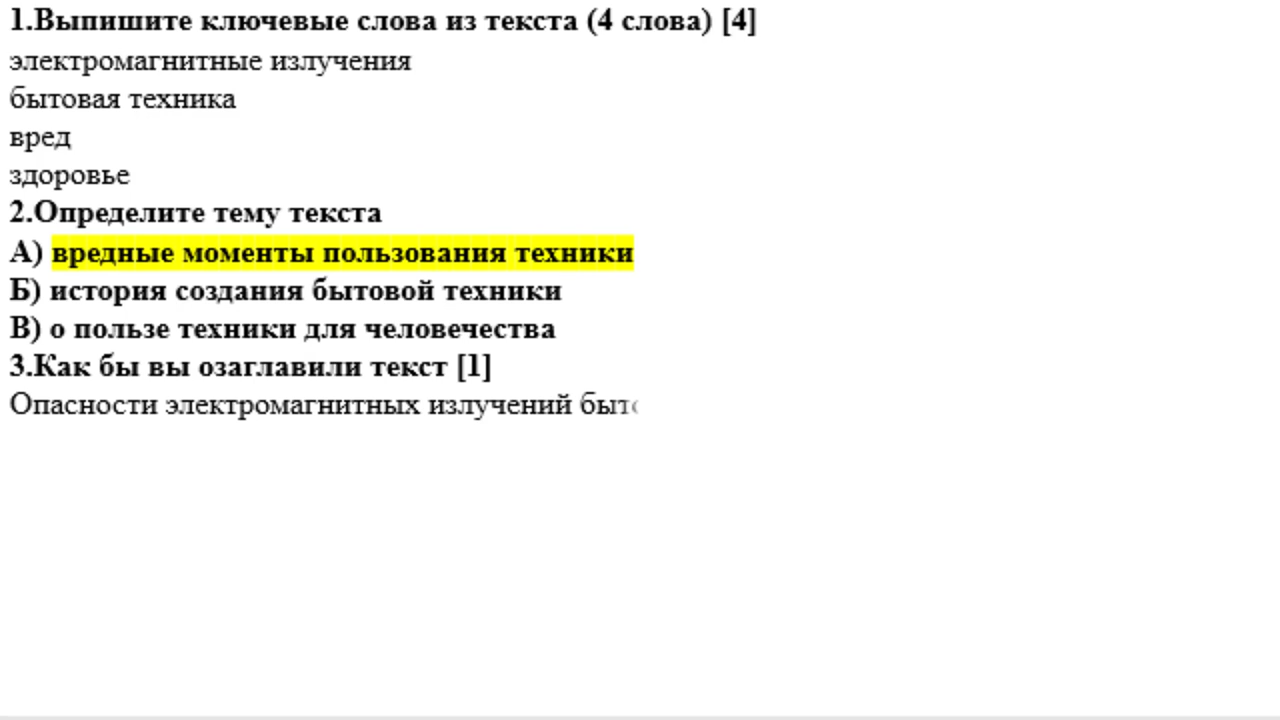 1.Выпишите ключевые слова из текста (4 слова) [4]
электромагнитные излучения
бытовая техника
вред
здоровье
2.Определите тему текста
А) вредные моменты пользования техники
Б) история создания бытовой техники
В) о пользе техники для человечества
3.Как бы вы озаглавили текст [1]
Опасности электромагнитных излучений